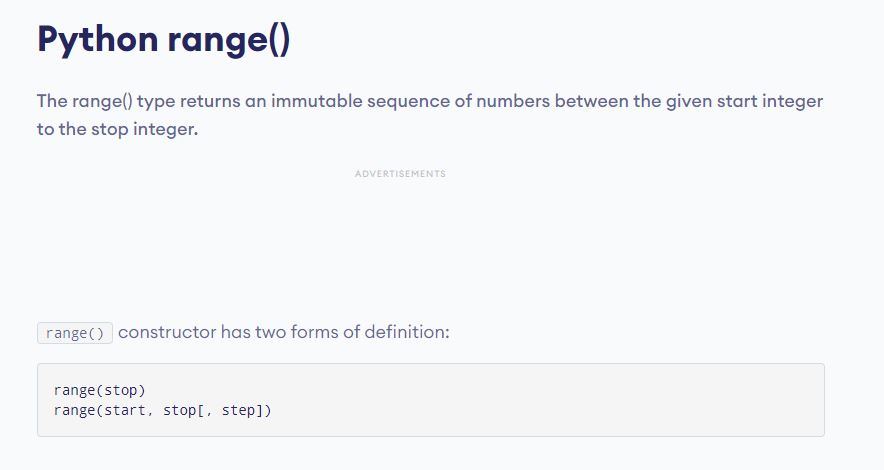 Python range()
The range() type returns an immutable sequence of numbers between the given start integer
to the stop integer.
ADVERTISEMENTS
range() constructor has two forms of definition:
range(stop)
range(start, stop[, step])